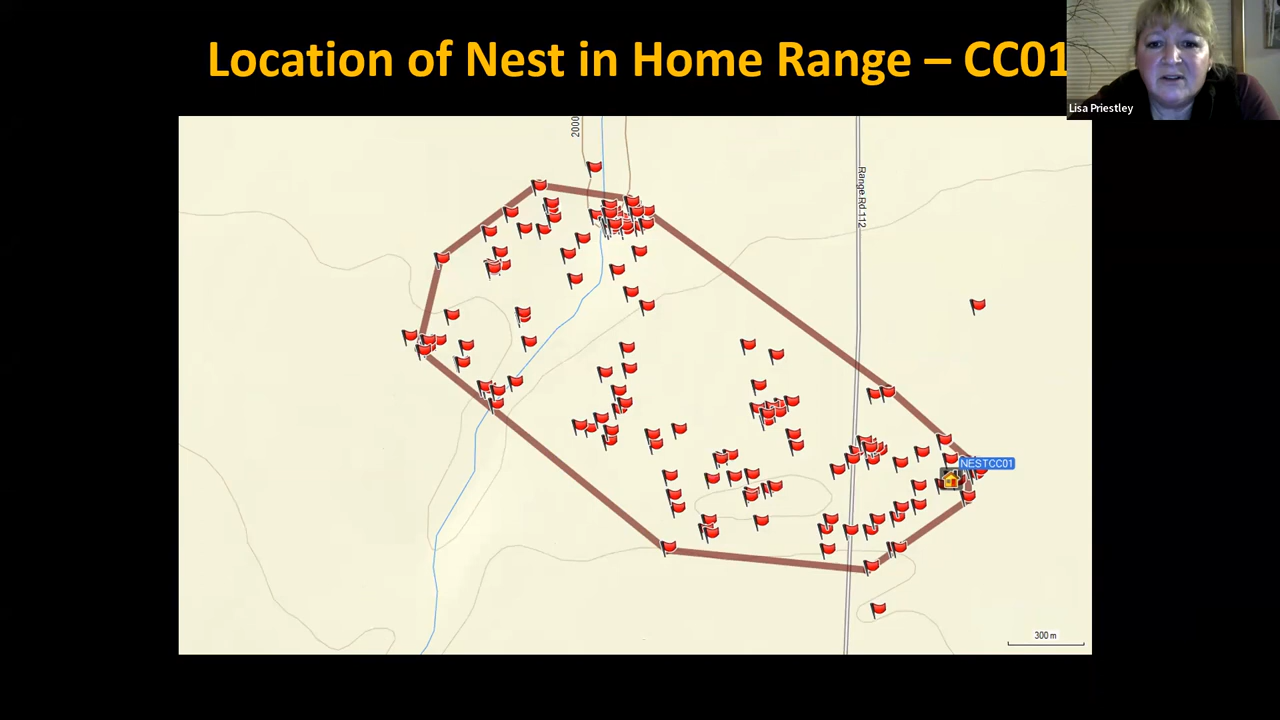 Location of Nest in Home Range – CC01
Lisa Priestley
2000
Range Rd 112
NESTCC01
300 m